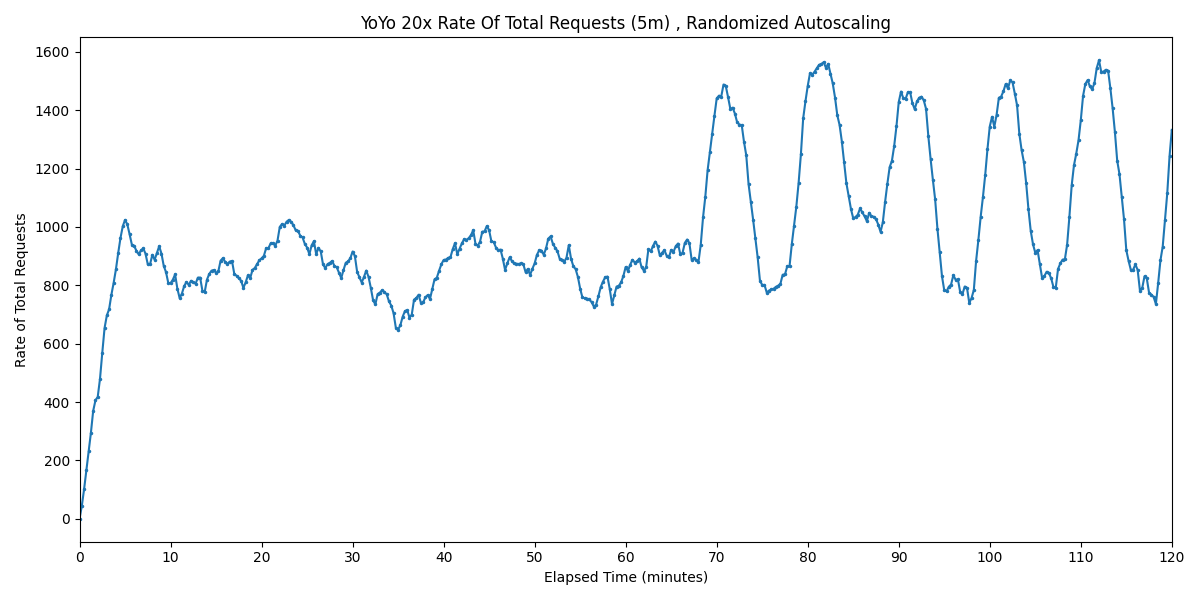 YoYo 20x Rate Of Total Requests (5m) , Randomized Autoscaling
1600
1400
1200
1000
800
600
400
200
0
Rate of Total Requests
0 10 20 30 40 50 60 70 80 90 100 110 120
Elapsed Time (minutes)